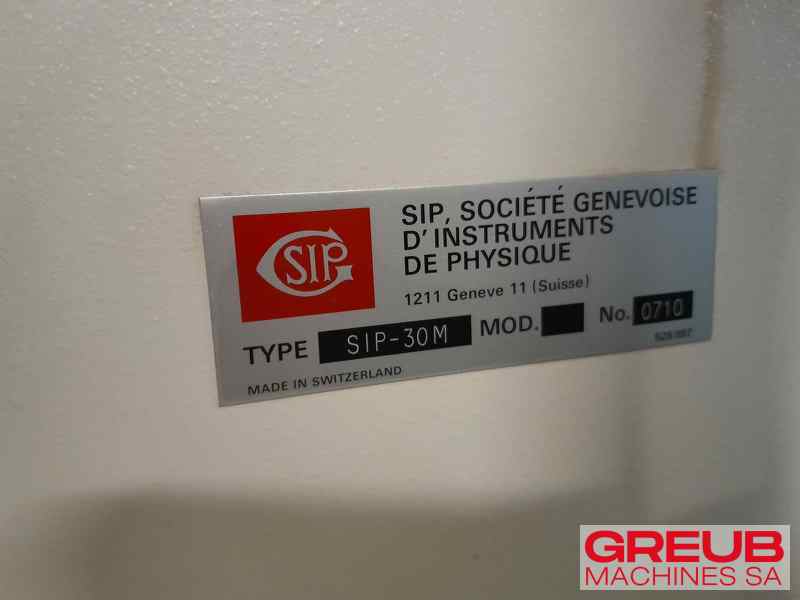 SIP
SIP, SOCIÉTÉ GENEVOISE
D'INSTRUMENTS
DE PHYSIQUE
1211 Geneve 11 (Suisse)
TYPE SIP-30M MOD. No. 0710
MADE IN SWITZERLAND
GREUB
MACHINES SA